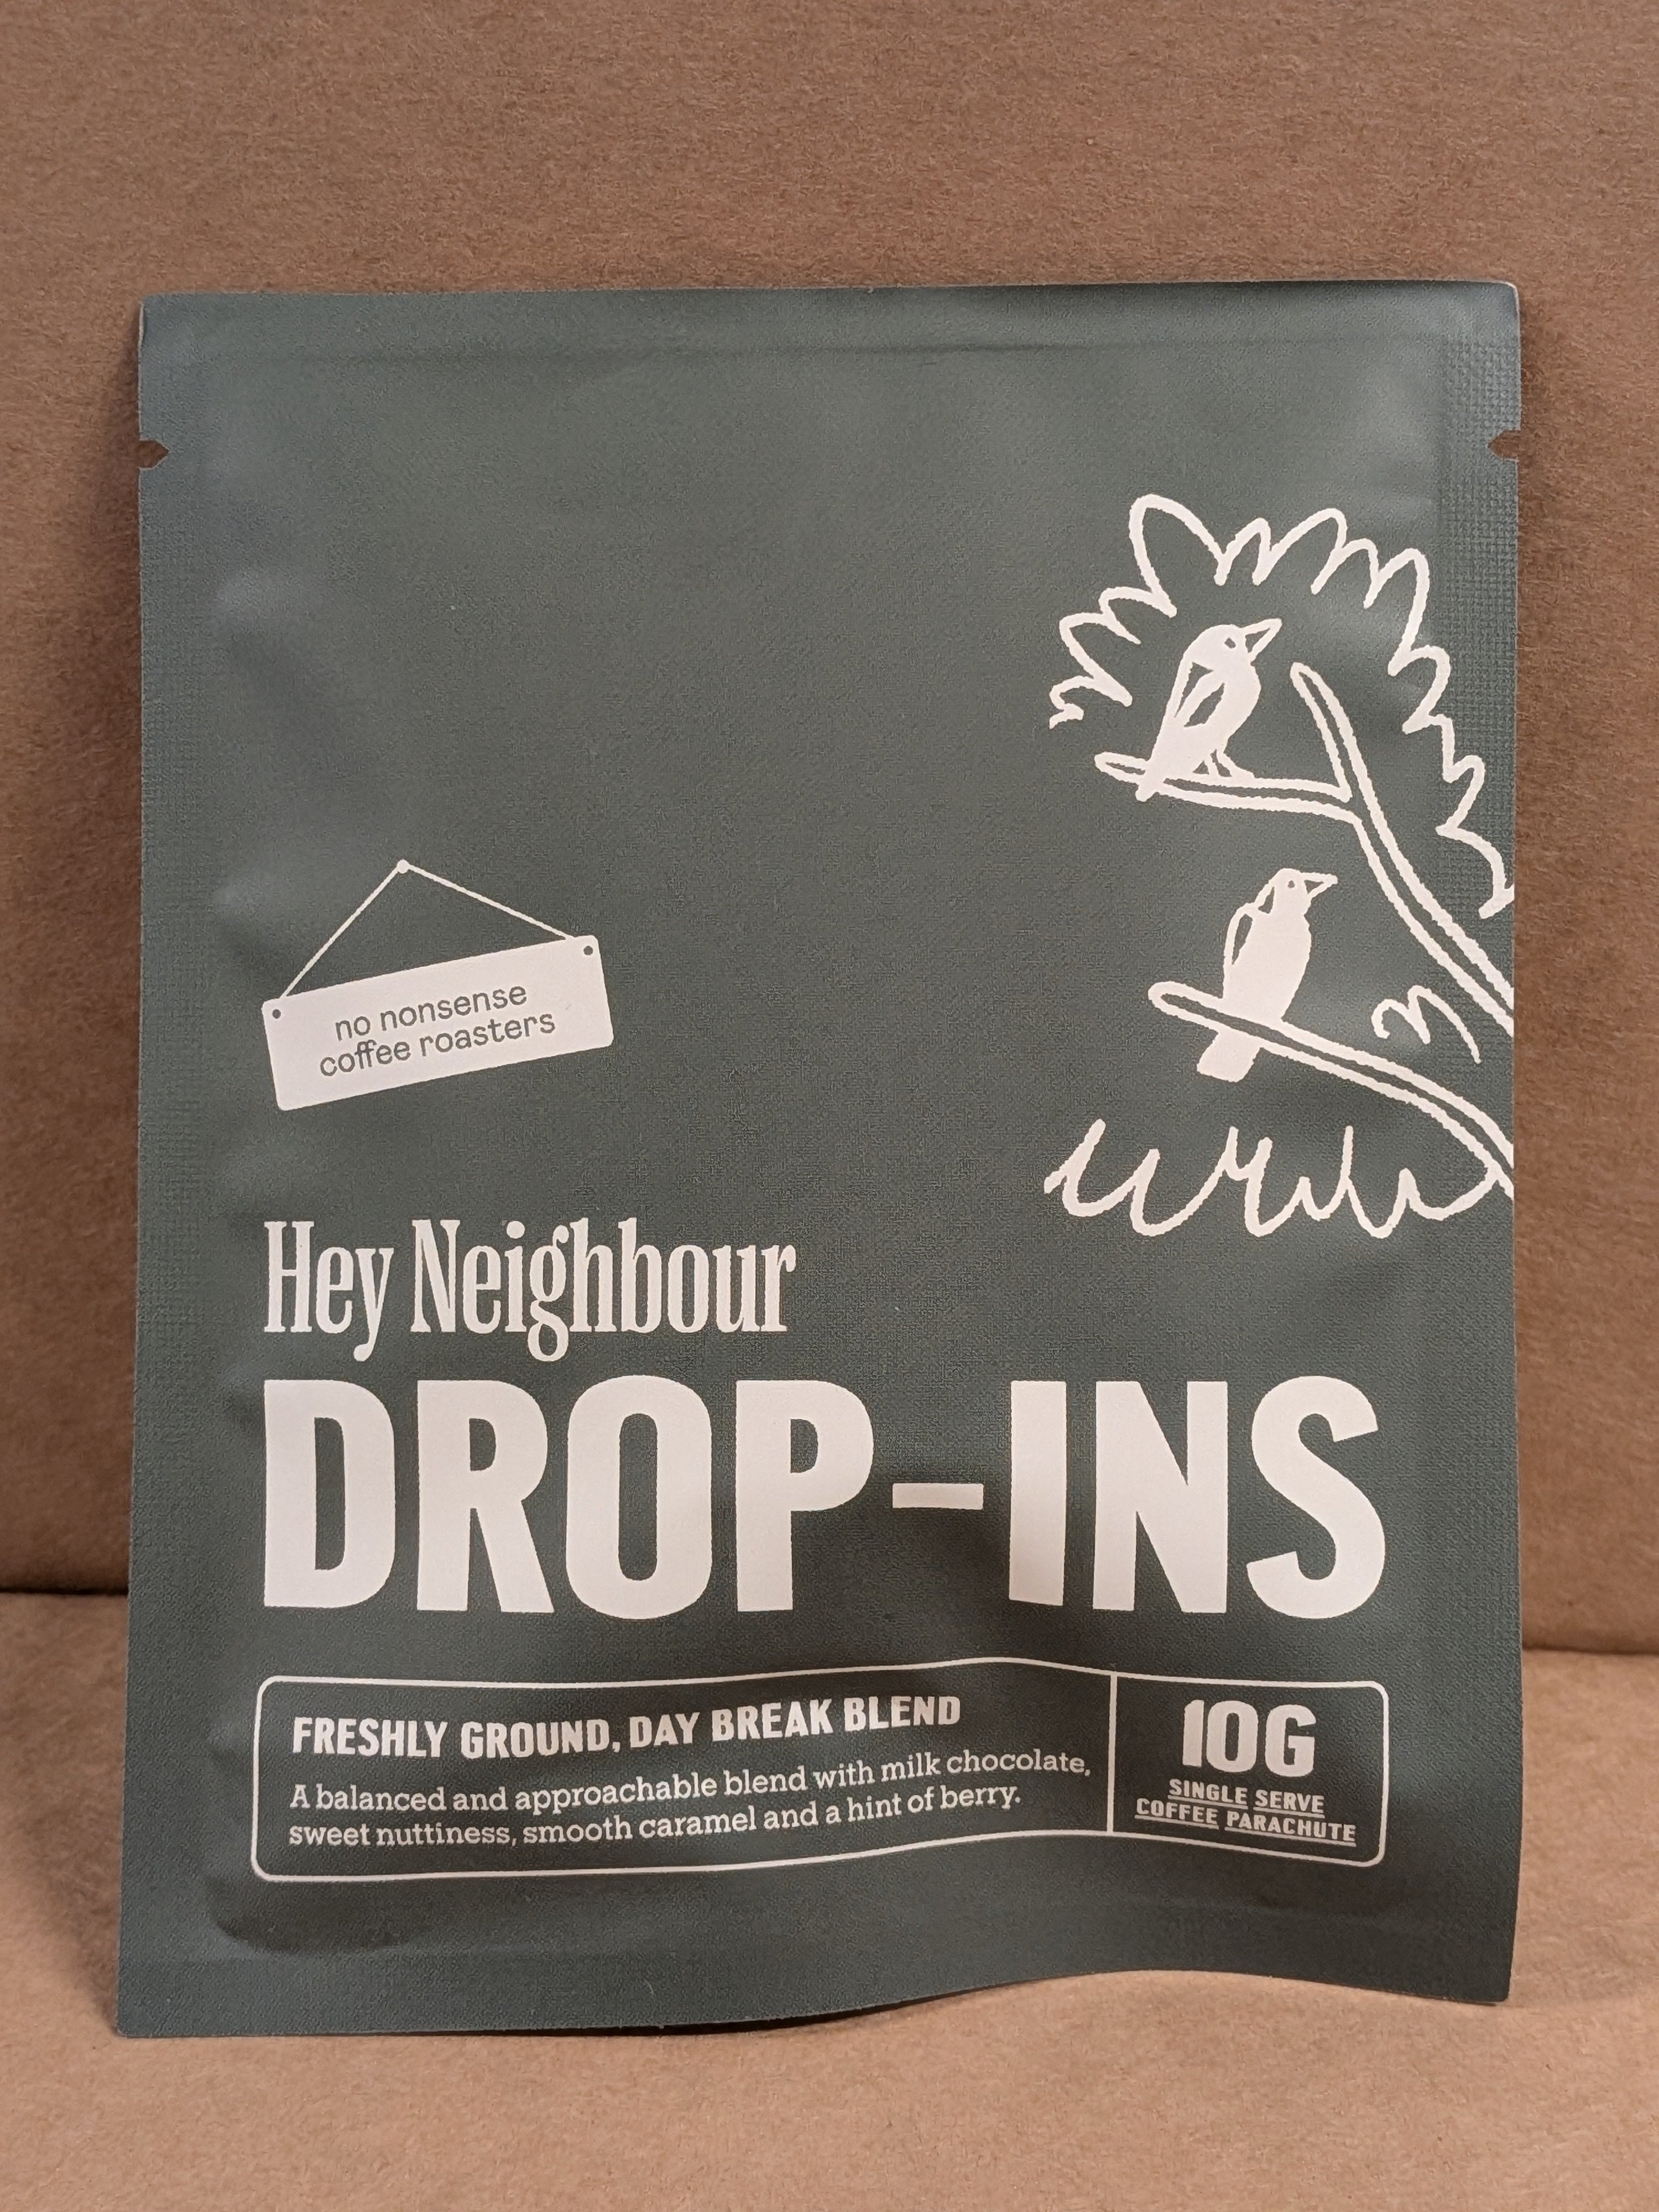 no nonsense
coffee roasters
Hey Neighbour
DROP-INS
FRESHLY GROUND, DAY BREAK BLEND
A balanced and approachable blend with milk chocolate,
sweet nuttiness, smooth caramel and a hint of berry.
10G
SINGLE SERVE
COFFEE PARACHUTE